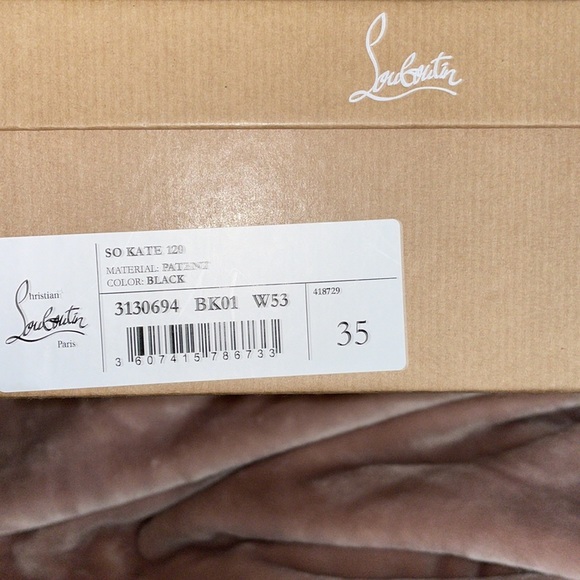 Louboutin
SO KATE 120
MATERIAL: PATENT
COLOR: BLACK
Christian
Louboutin
Paris
3130694 BK01 W53
418729
35
3 607415 786733